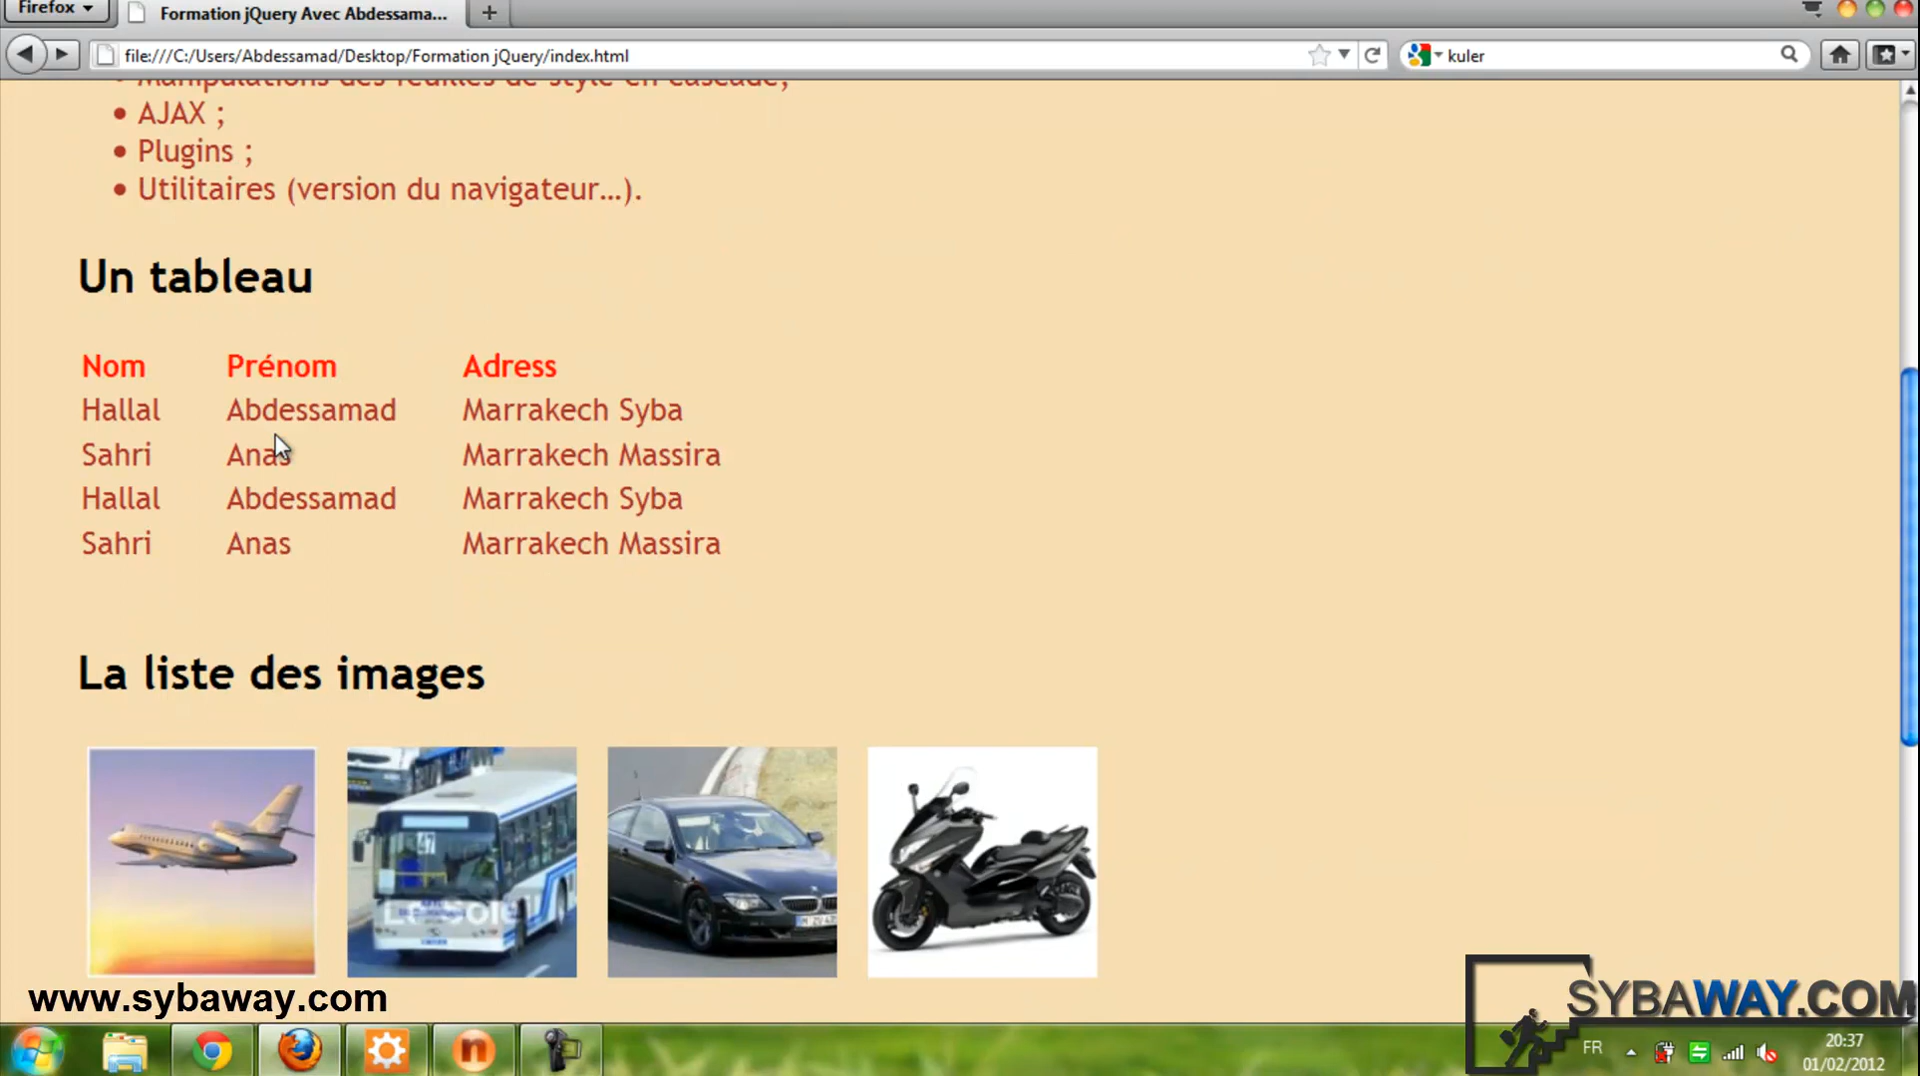 Firefox
Formation jQuery Avec Abdessama...
file:///C:/Users/Abdessamad/Desktop/Formation jQuery/index.html
kuler
Manipulations des feuilles de style en cascade;
• AJAX ;
• Plugins ;
• Utilitaires (version du navigateur…).
Un tableau
Nom Prénom Adress
Hallal Abdessamad Marrakech Syba
Sahri Anas Marrakech Massira
Hallal Abdessamad Marrakech Syba
Sahri Anas Marrakech Massira
La liste des images
Le Soleil
www.sybaway.com
SYBAWAY.COM
FR
20:37
01/02/2012